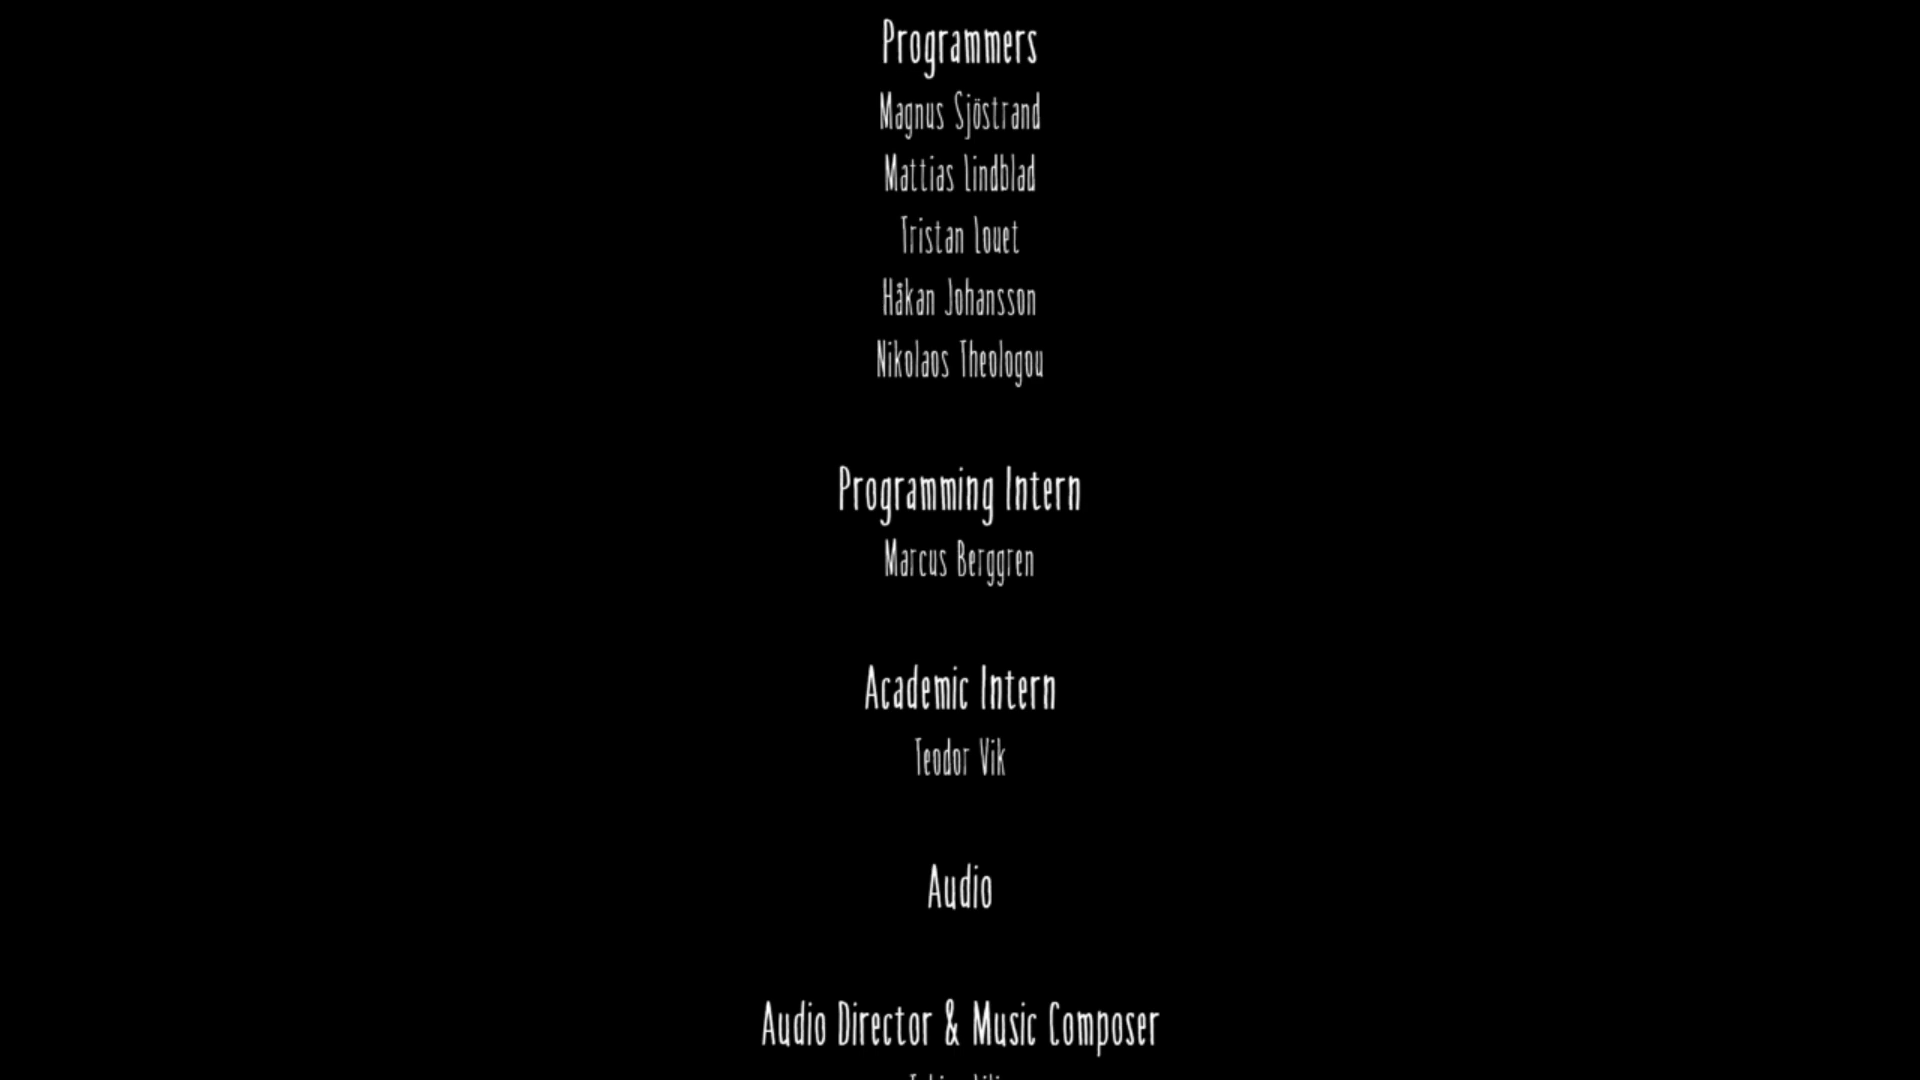 Programmers
Magnus Sjöstrand
Mattias Lindblad
Tristan Louet
Håkan Johansson
Nikolaos Theologou
Programming Intern
Marcus Berggren
Academic Intern
Teodor Vik
Audio
Audio Director & Music Composer